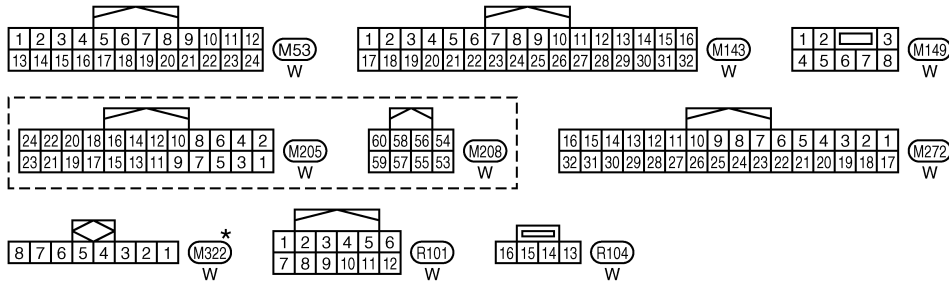 1 2 3 4 5 6 7 8 9 10 11 12
13 14 15 16 17 18 19 20 21 22 23 24
M53
W
1 2 3 4 5 6 7 8 9 10 11 12 13 14 15 16
17 18 19 20 21 22 23 24 25 26 27 28 29 30 31 32
M143
W
1 2 3
4 5 6 7 8
M149
W
24 22 20 18 16 14 12 10 8 6 4 2
23 21 19 17 15 13 11 9 7 5 3 1
M205
W
60 58 56 54
59 57 55 53
M208
W
16 15 14 13 12 11 10 9 8 7 6 5 4 3 2 1
32 31 30 29 28 27 26 25 24 23 22 21 20 19 18 17
M272
W
8 7 6 5 4 3 2 1
M322 *
W
1 2 3 4 5 6
7 8 9 10 11 12
R101
W
16 15 14 13
R104
W